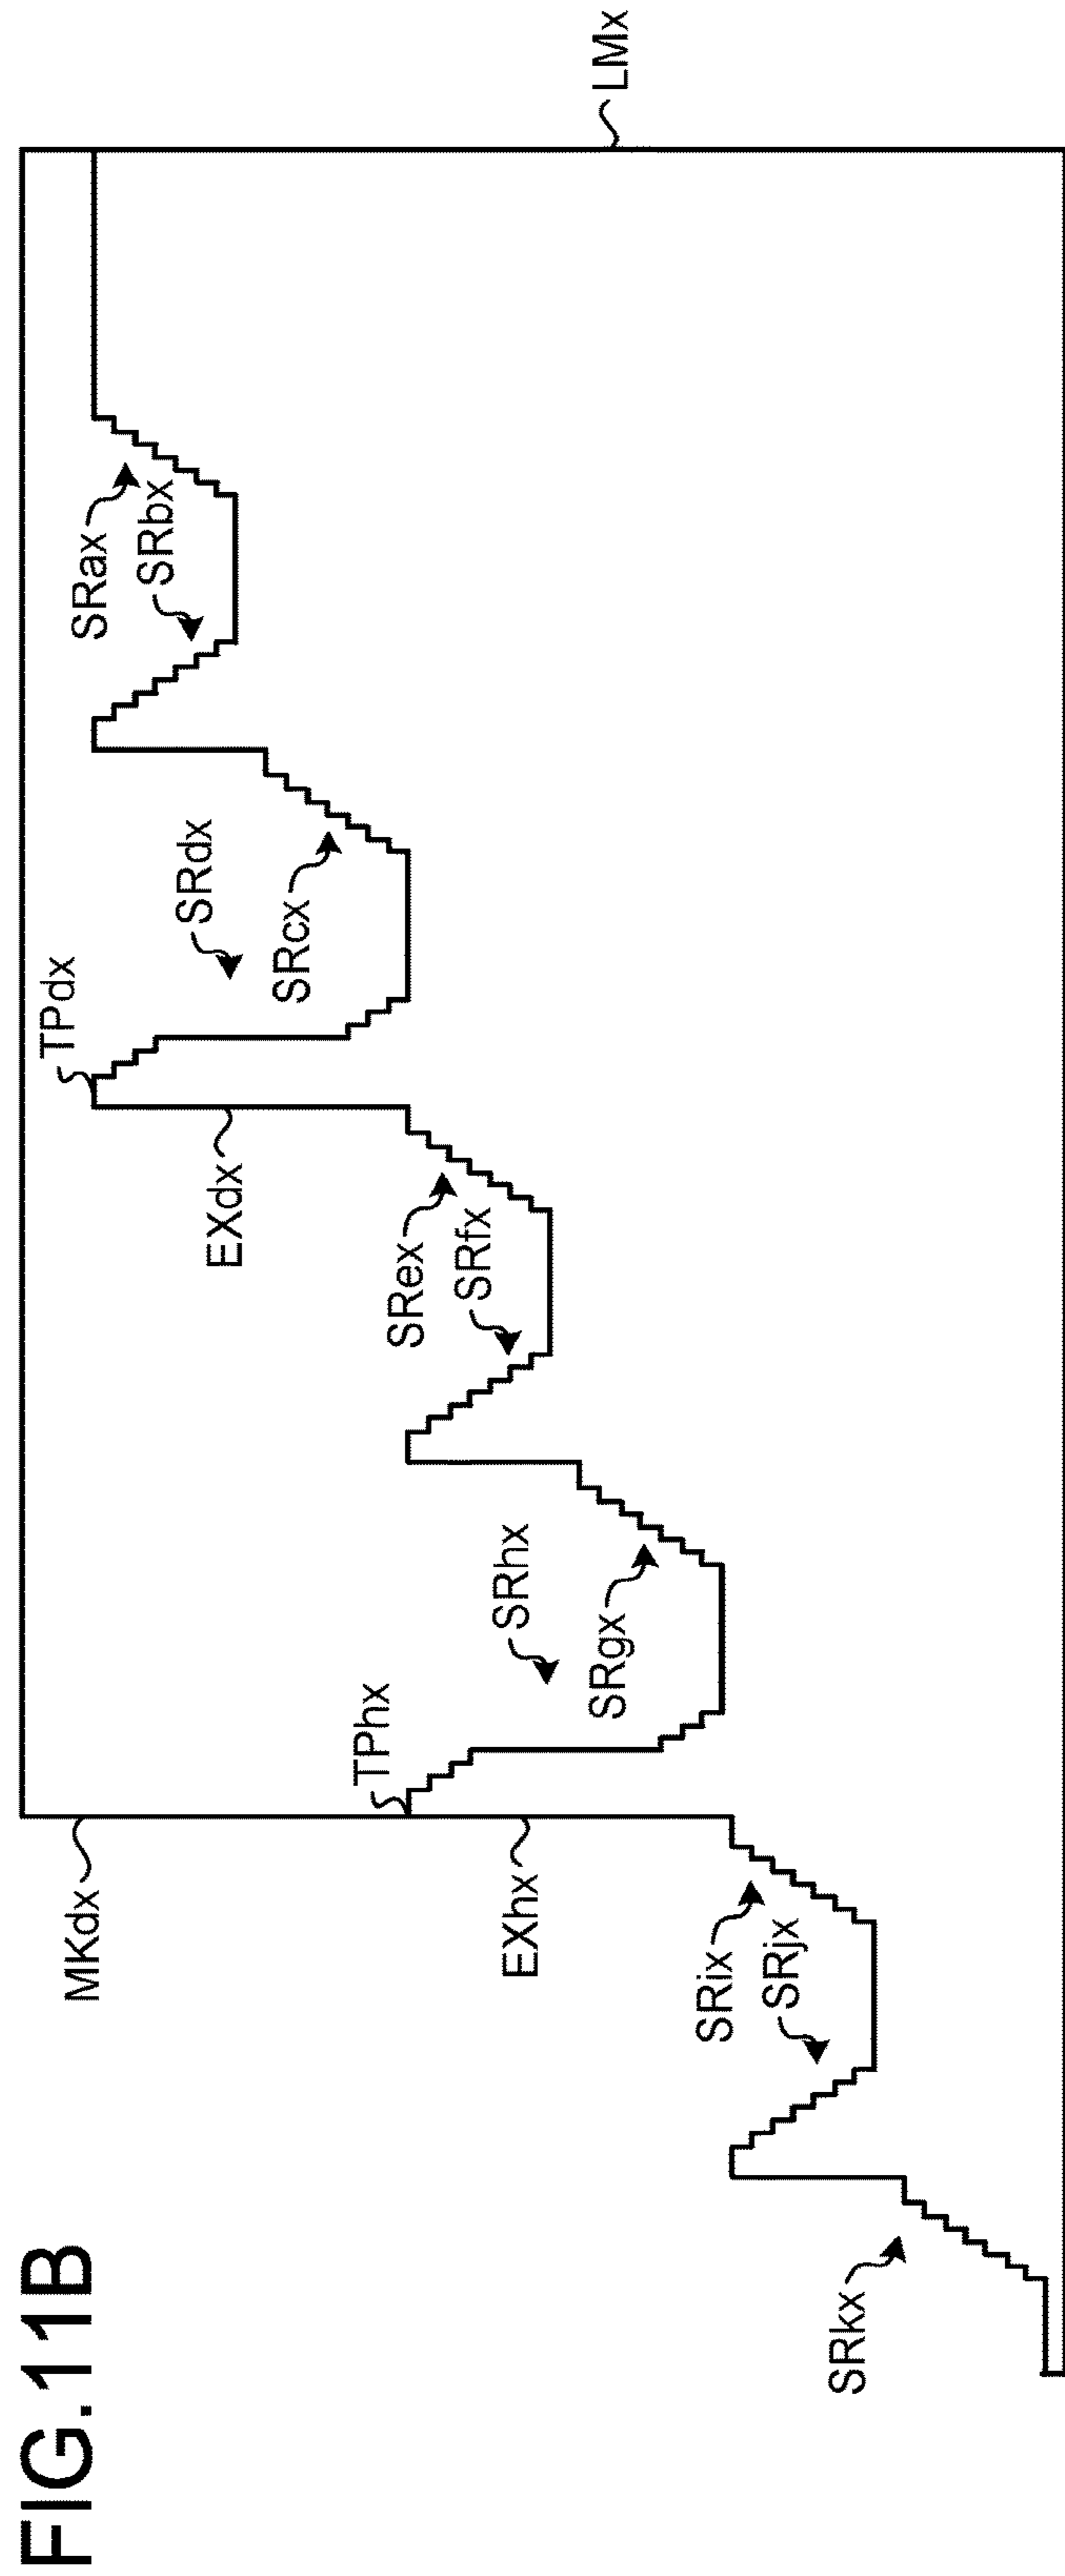 FIG.11B
MKdx
TPhx
TPdx
EXhx
EXdx
SRkx
SRix
SRjx
SRhx
SRgx
SRex
SRfx
SRdx
SRcx
SRax
SRbx
LMx